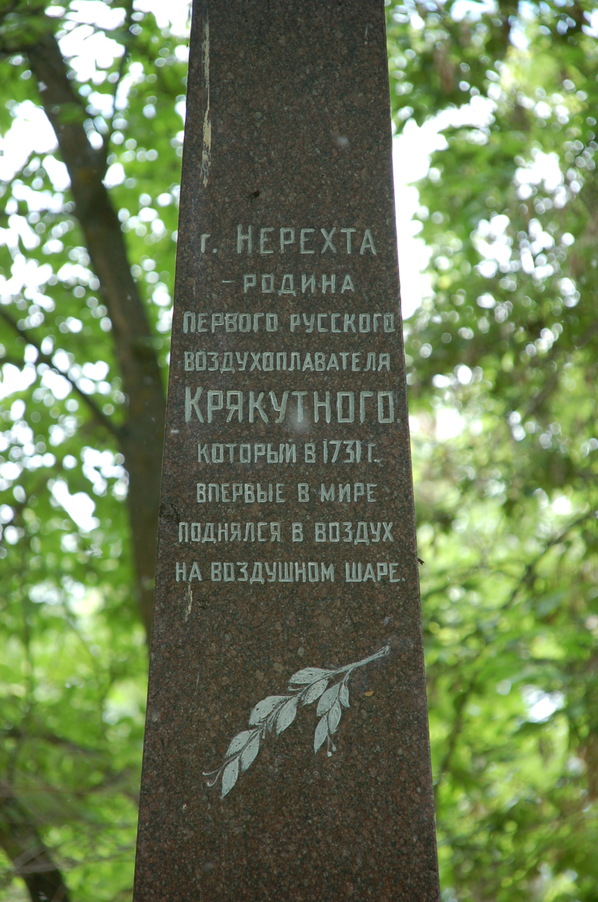 г. НЕРЕХТА
- РОДИНА
ПЕРВОГО РУССКОГО
ВОЗДУХОПЛАВАТЕЛЯ
КРЯКУТНОГО,
КОТОРЫЙ В 1731 Г.
ВПЕРВЫЕ В МИРЕ
ПОДНЯЛСЯ В ВОЗДУХ
НА ВОЗДУШНОМ ШАРЕ.